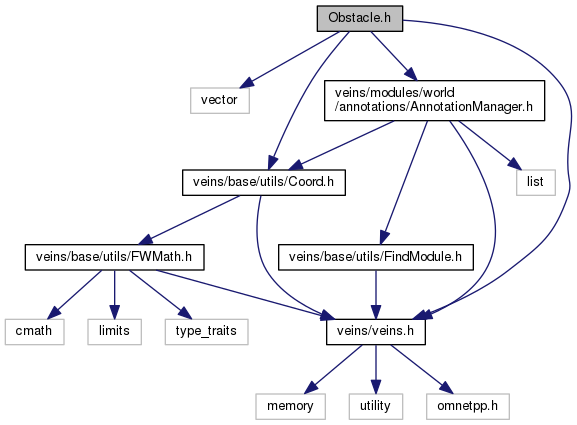 Obstacle.h
veins/modules/world
/annotations/AnnotationManager.h
vector
veins/base/utils/Coord.h
list
veins/base/utils/FWMath.h
veins/base/utils/FindModule.h
cmath
limits
type_traits
veins/veins.h
memory
utility
omnetpp.h